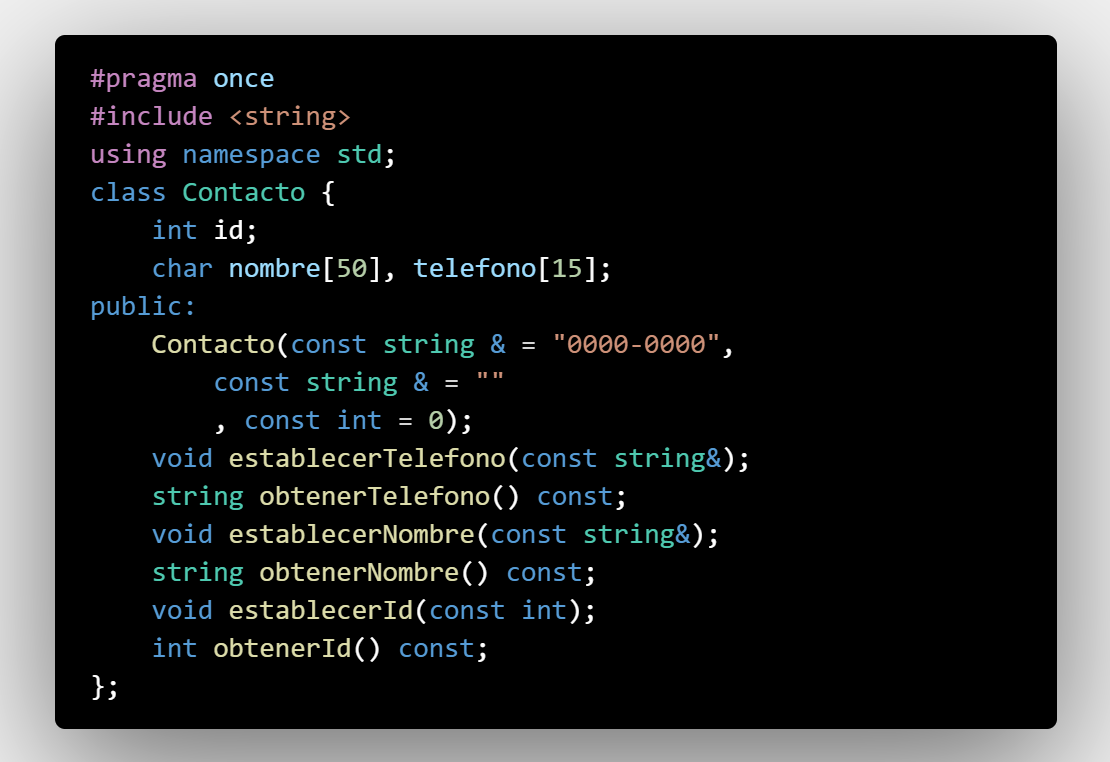 #pragma once
#include <string>
using namespace std;
class Contacto {
    int id;
    char nombre[50], telefono[15];
public:
    Contacto(const string & = "0000-0000",
        const string & = ""
        , const int = 0);
    void establecerTelefono(const string&);
    string obtenerTelefono() const;
    void establecerNombre(const string&);
    string obtenerNombre() const;
    void establecerId(const int);
    int obtenerId() const;
};